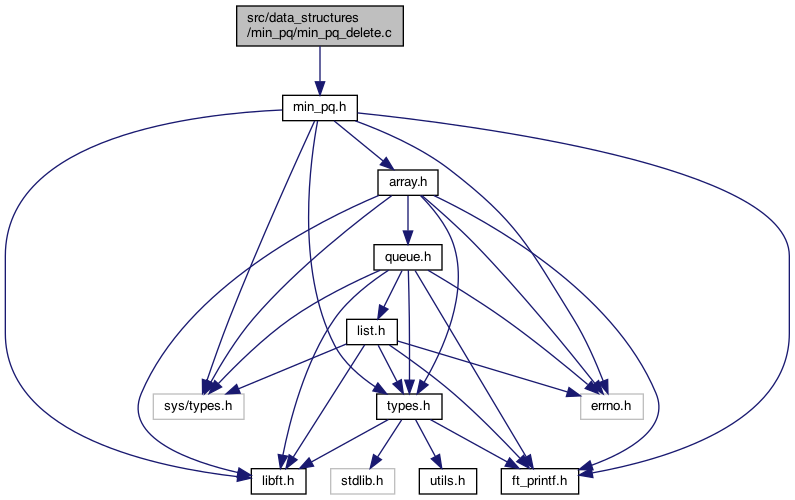 src/data_structures
/min_pq/min_pq_delete.c
min_pq.h
array.h
queue.h
list.h
sys/types.h
types.h
errno.h
libft.h
stdlib.h
utils.h
ft_printf.h